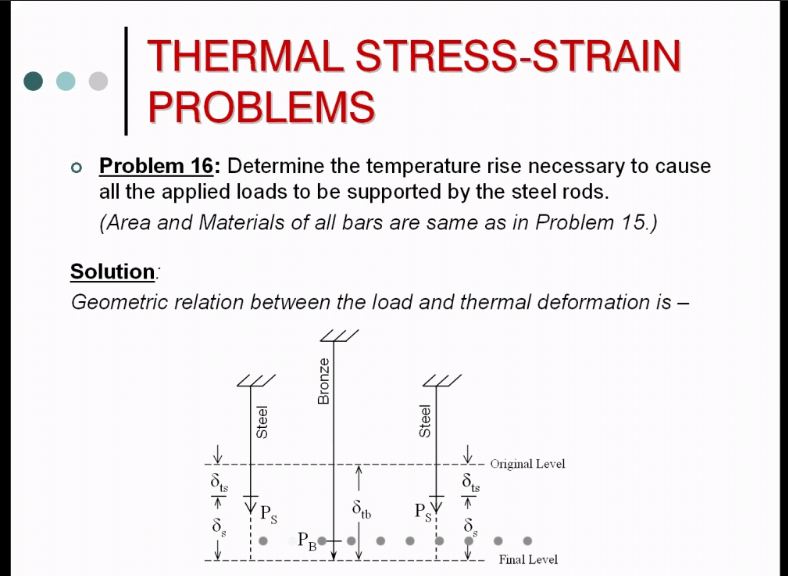 THERMAL STRESS-STRAIN
PROBLEMS
Problem 16: Determine the temperature rise necessary to cause
all the applied loads to be supported by the steel rods.
(Area and Materials of all bars are same as in Problem 15.)
Solution:
Geometric relation between the load and thermal deformation is –
Bronze
Steel
Steel
Original Level
δts
δts
PS
δtb
PS
δs
δs
PB
Final Level